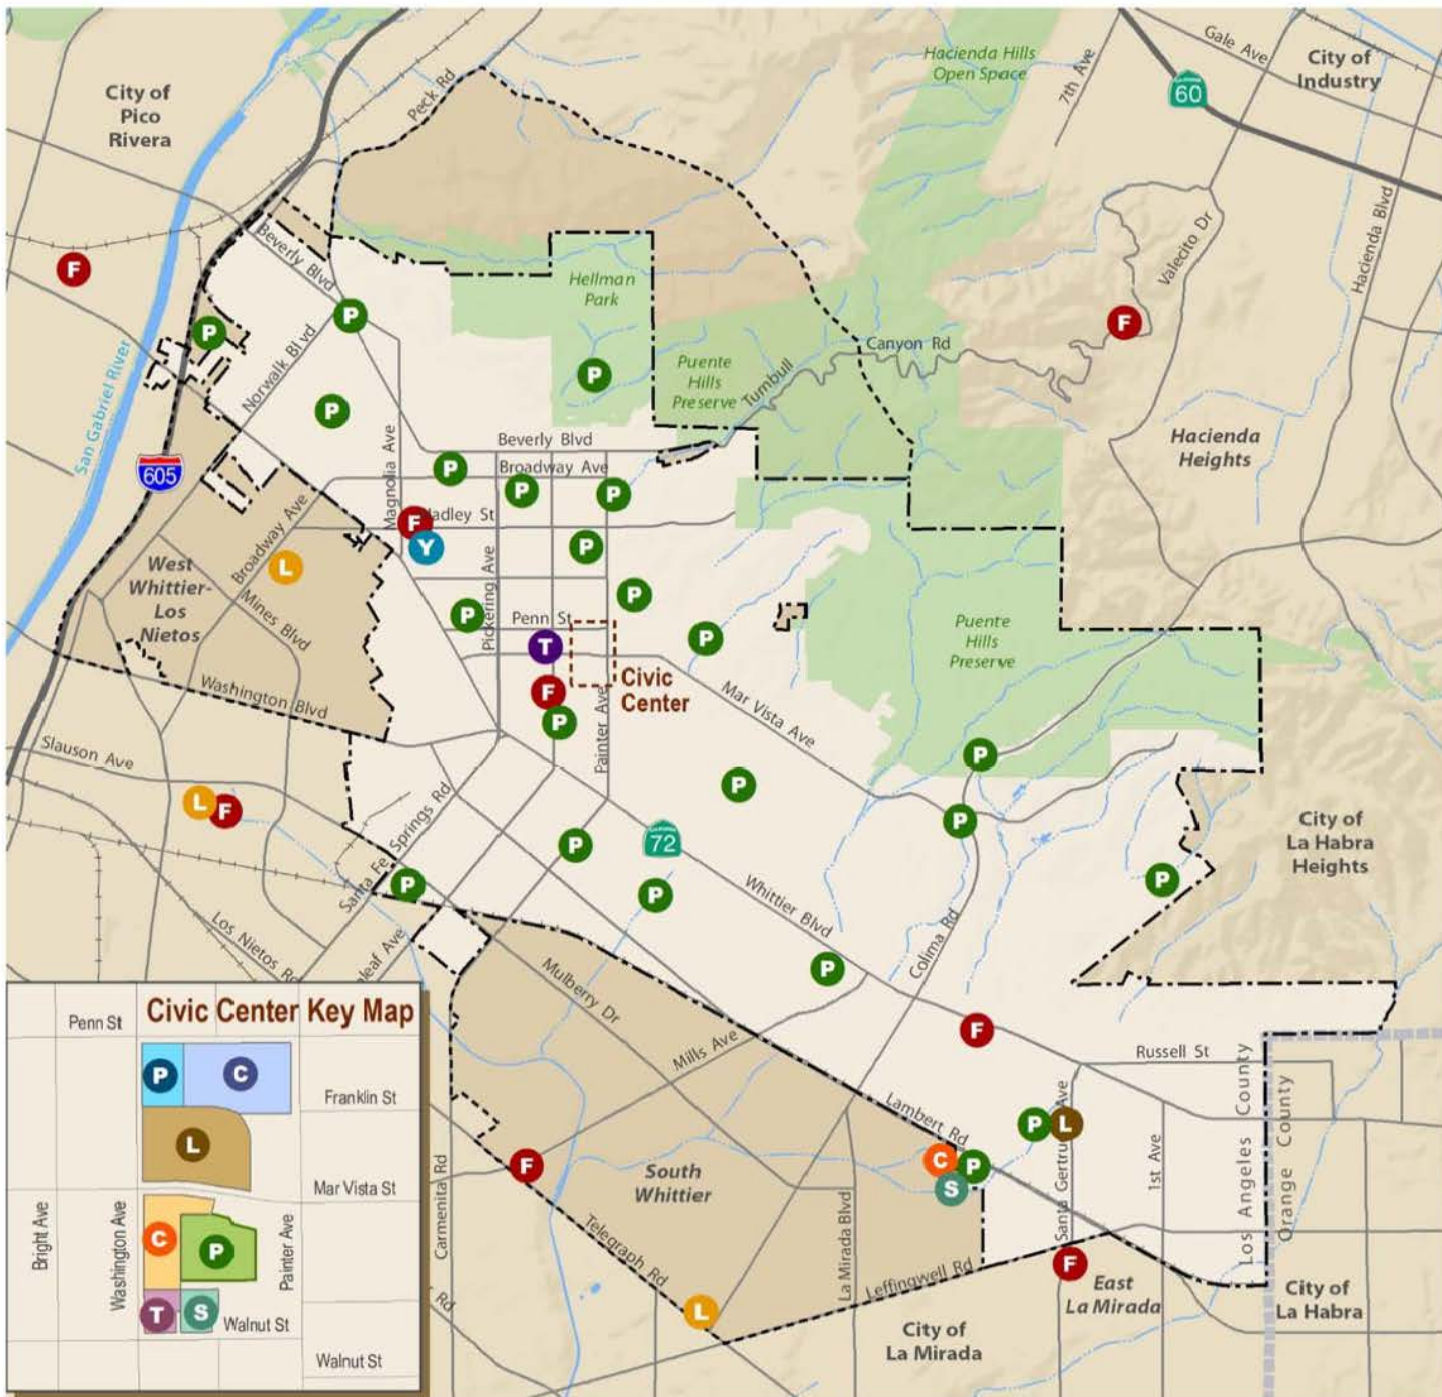 City of
Pico
Rivera
Peck Rd
Hacienda Hills
Open Space
7th Ave
Gale Ave
City of
Industry
60
Hacienda Blvd
Valecito Dr
F
Beverly Blvd
Hellman
Park
P
P
F
San Gabriel River
Norwalk Blvd
P
Puente
Hills
Preserve
Turnbull
Canyon Rd
P
605
Magnolia Ave
Beverly Blvd
Broadway Ave
P
P
P
Hacienda
Heights
F
Hadley St
Y
P
Broadway Ave
L
West
Whittier-
Los
Nietos
Mines Blvd
Pickering Ave
P
P
Penn St
T
P
Puente
Hills
Preserve
Civic
Center
F
P
Painter Ave
Mar Vista Ave
Washington Blvd
Slauson Ave
L
F
P
P
P
Santa Fe Springs Rd
P
72
P
P
P
City of
La Habra
Heights
Whittier Blvd
Colima Rd
Los Nietos Rd
leaf Ave
P
Mulberry Dr
Mills Ave
F
Russell St
Los Angeles County
Orange County
Lambert Rd
P
L
C
P
S
Santa Gertrudes Ave
1st Ave
F
South
Whittier
Carmenita Rd
Telegraph Rd
La Mirada Blvd
Leffingwell Rd
F
East
La Mirada
L
City of
La Mirada
City of
La Habra
Rd
Civic Center Key Map
Penn St
P
C
Franklin St
L
Mar Vista St
Bright Ave
Washington Ave
C
P
Painter Ave
T
S
Walnut St
Walnut St